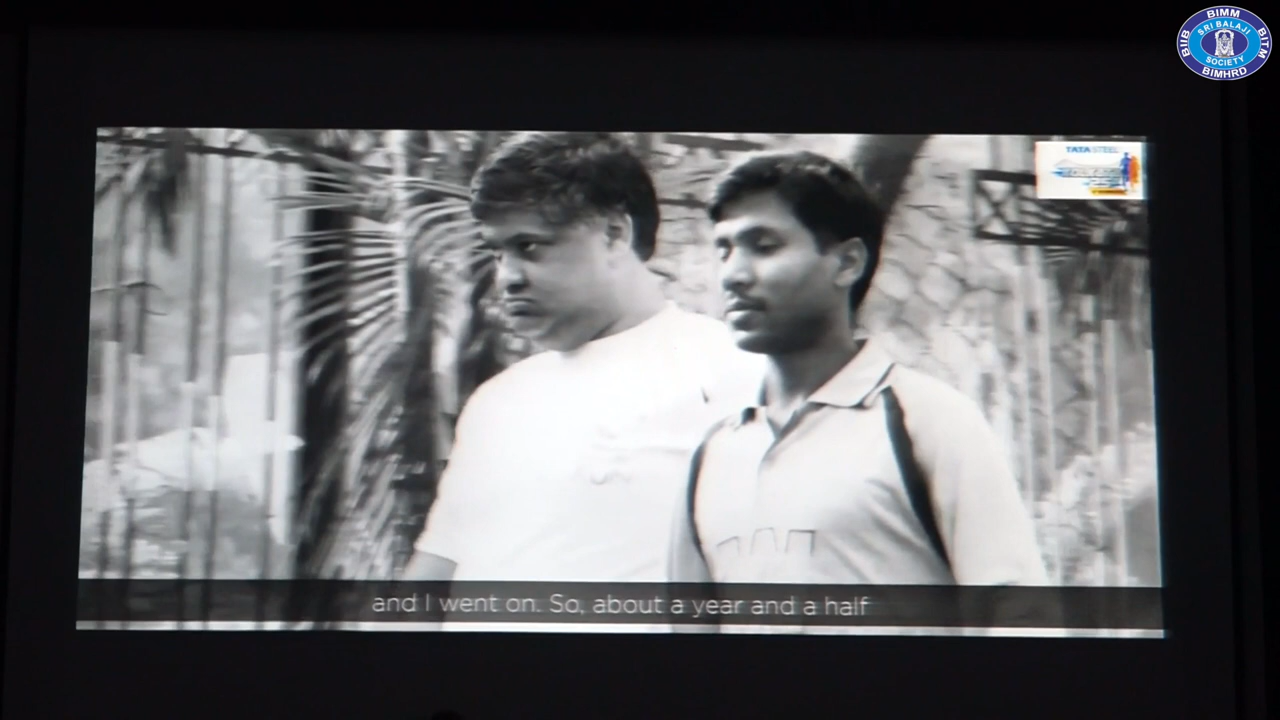 BIMM
BIIB
SRI BALAJI
BITM
SOCIETY
BIMHRD
TATA STEEL
and I went on. So, about a year and a half